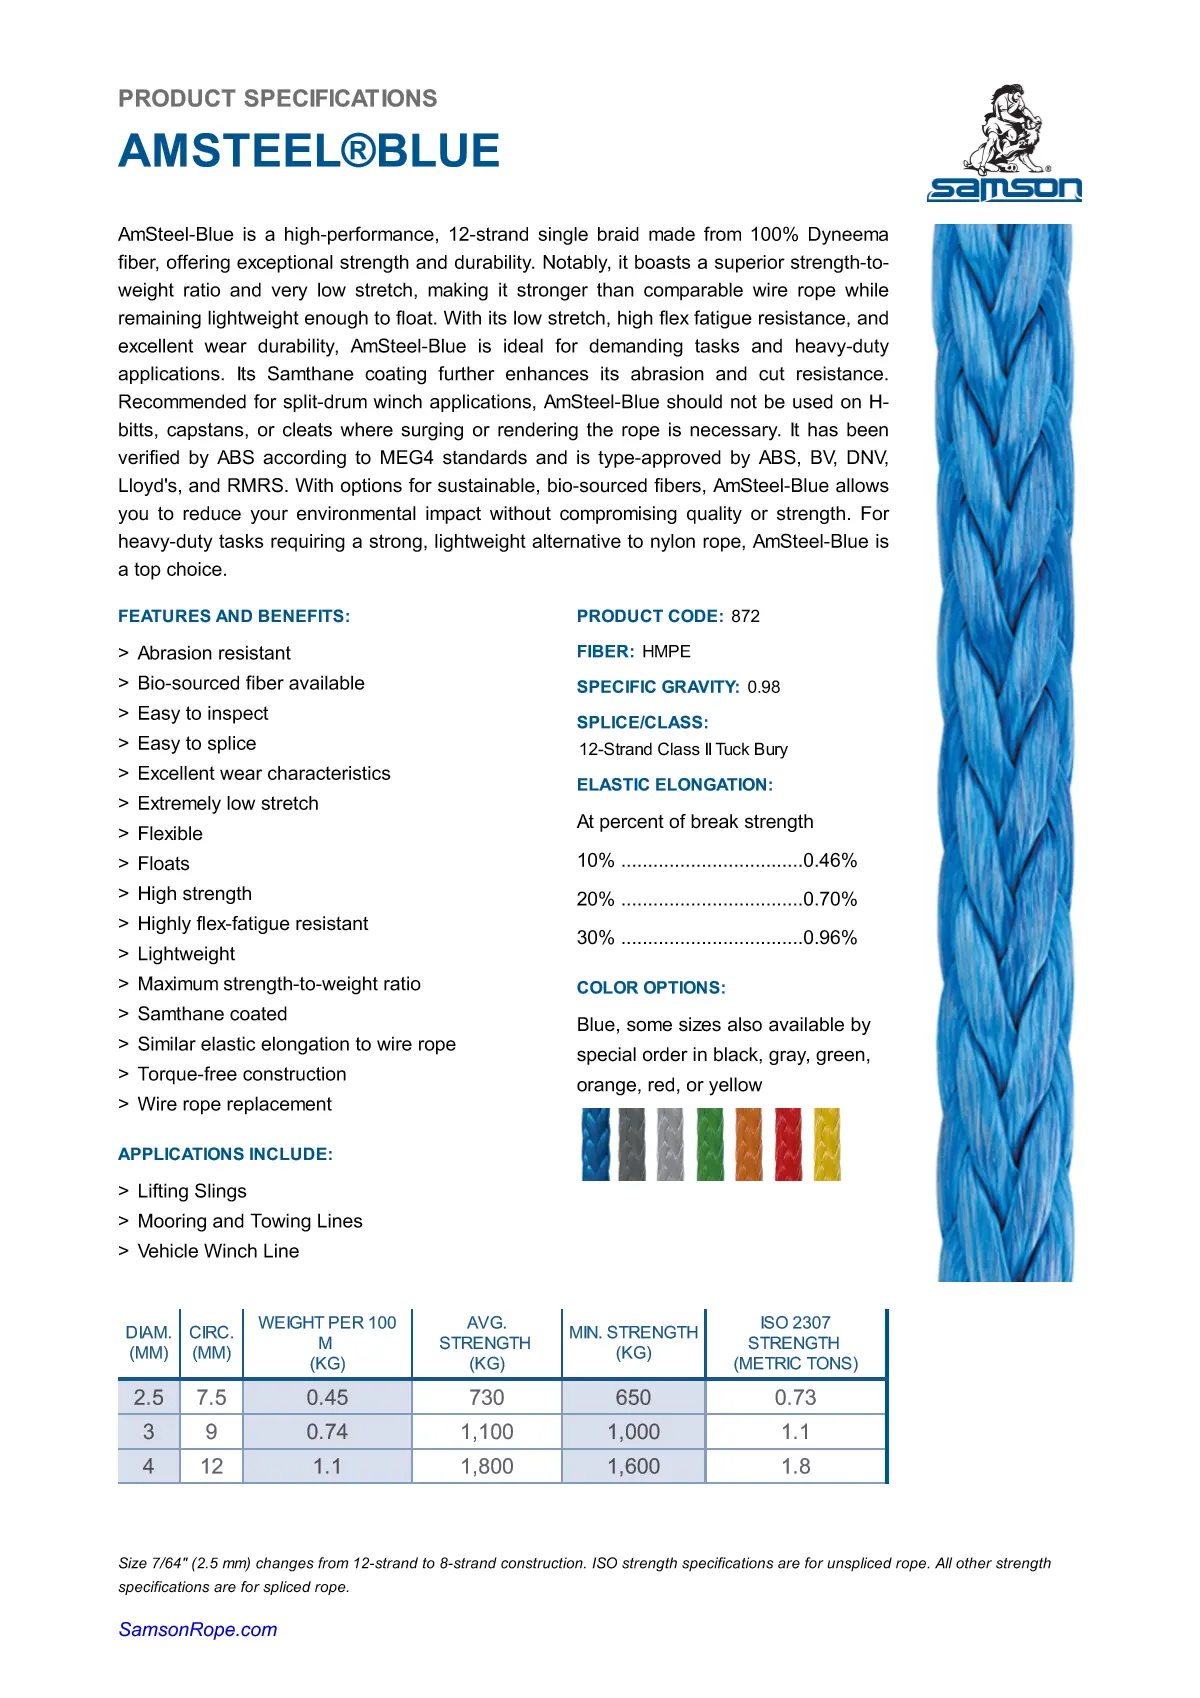 PRODUCT SPECIFICATIONS
AMSTEEL®BLUE
®
samson
AmSteel-Blue is a high-performance, 12-strand single braid made from 100% Dyneema
fiber, offering exceptional strength and durability. Notably, it boasts a superior strength-to-
weight ratio and very low stretch, making it stronger than comparable wire rope while
remaining lightweight enough to float. With its low stretch, high flex fatigue resistance, and
excellent wear durability, AmSteel-Blue is ideal for demanding tasks and heavy-duty
applications. Its Samthane coating further enhances its abrasion and cut resistance.
Recommended for split-drum winch applications, AmSteel-Blue should not be used on H-
bitts, capstans, or cleats where surging or rendering the rope is necessary. It has been
verified by ABS according to MEG4 standards and is type-approved by ABS, BV, DNV,
Lloyd's, and RMRS. With options for sustainable, bio-sourced fibers, AmSteel-Blue allows
you to reduce your environmental impact without compromising quality or strength. For
heavy-duty tasks requiring a strong, lightweight alternative to nylon rope, AmSteel-Blue is
a top choice.
FEATURES AND BENEFITS:
> Abrasion resistant
> Bio-sourced fiber available
> Easy to inspect
> Easy to splice
> Excellent wear characteristics
> Extremely low stretch
> Flexible
> Floats
> High strength
> Highly flex-fatigue resistant
> Lightweight
> Maximum strength-to-weight ratio
> Samthane coated
> Similar elastic elongation to wire rope
> Torque-free construction
> Wire rope replacement
APPLICATIONS INCLUDE:
> Lifting Slings
> Mooring and Towing Lines
> Vehicle Winch Line
PRODUCT CODE: 872
FIBER: HMPE
SPECIFIC GRAVITY: 0.98
SPLICE/CLASS:
12-Strand Class II Tuck Bury
ELASTIC ELONGATION:
At percent of break strength
10% ..................................0.46%
20% ..................................0.70%
30% ..................................0.96%
COLOR OPTIONS:
Blue, some sizes also available by
special order in black, gray, green,
orange, red, or yellow
DIAM. (MM) CIRC. (MM) WEIGHT PER 100 M (KG) AVG. STRENGTH (KG) MIN. STRENGTH (KG) ISO 2307 STRENGTH (METRIC TONS)
2.5 7.5 0.45 730 650 0.73
3 9 0.74 1,100 1,000 1.1
4 12 1.1 1,800 1,600 1.8
Size 7/64" (2.5 mm) changes from 12-strand to 8-strand construction. ISO strength specifications are for unspliced rope. All other strength
specifications are for spliced rope.
SamsonRope.com